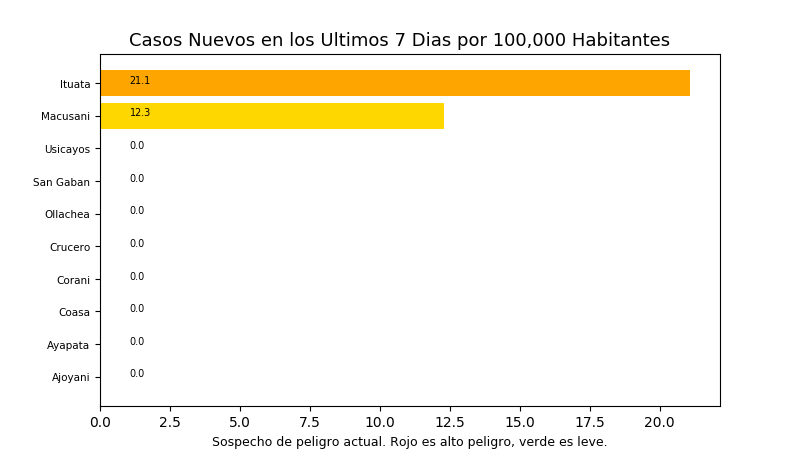 Casos Nuevos en los Ultimos 7 Dias por 100,000 Habitantes
Ituata 21.1
Macusani 12.3
Usicayos 0.0
San Gaban 0.0
Ollachea 0.0
Crucero 0.0
Corani 0.0
Coasa 0.0
Ayapata 0.0
Ajoyani 0.0
0.0 2.5 5.0 7.5 10.0 12.5 15.0 17.5 20.0
Sospecho de peligro actual. Rojo es alto peligro, verde es leve.